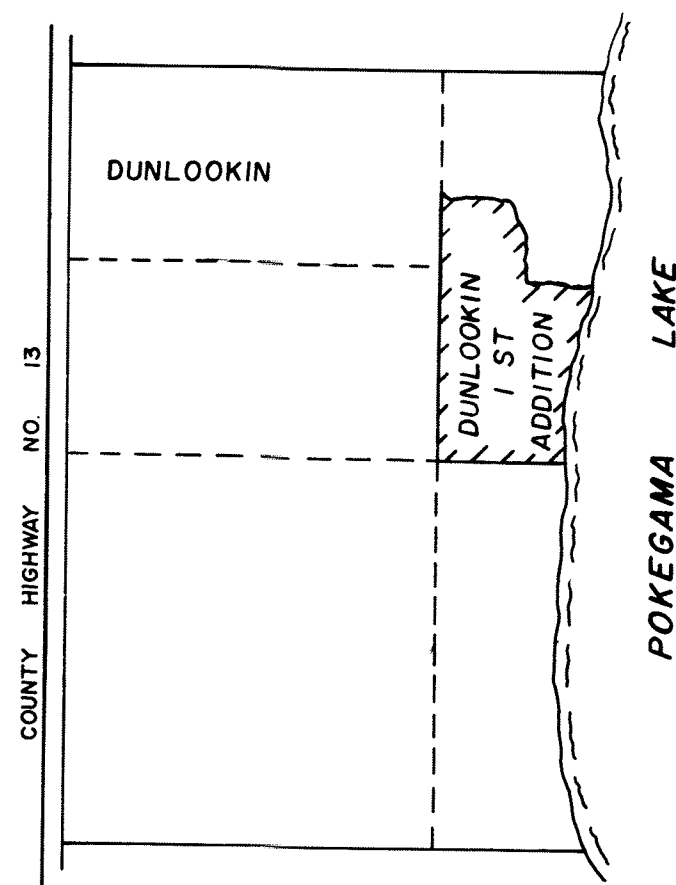 DUNLOOKIN
COUNTY HIGHWAY NO. 13
DUNLOOKIN
1 ST
ADDITION
POKEGAMA LAKE